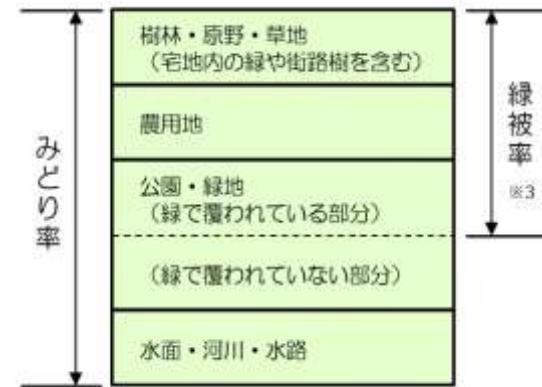 みどり率
樹林・原野・草地
（宅地内の緑や街路樹を含む）
農用地
公園・緑地
（緑で覆われている部分）
（緑で覆われていない部分）
水面・河川・水路
緑被率
※3